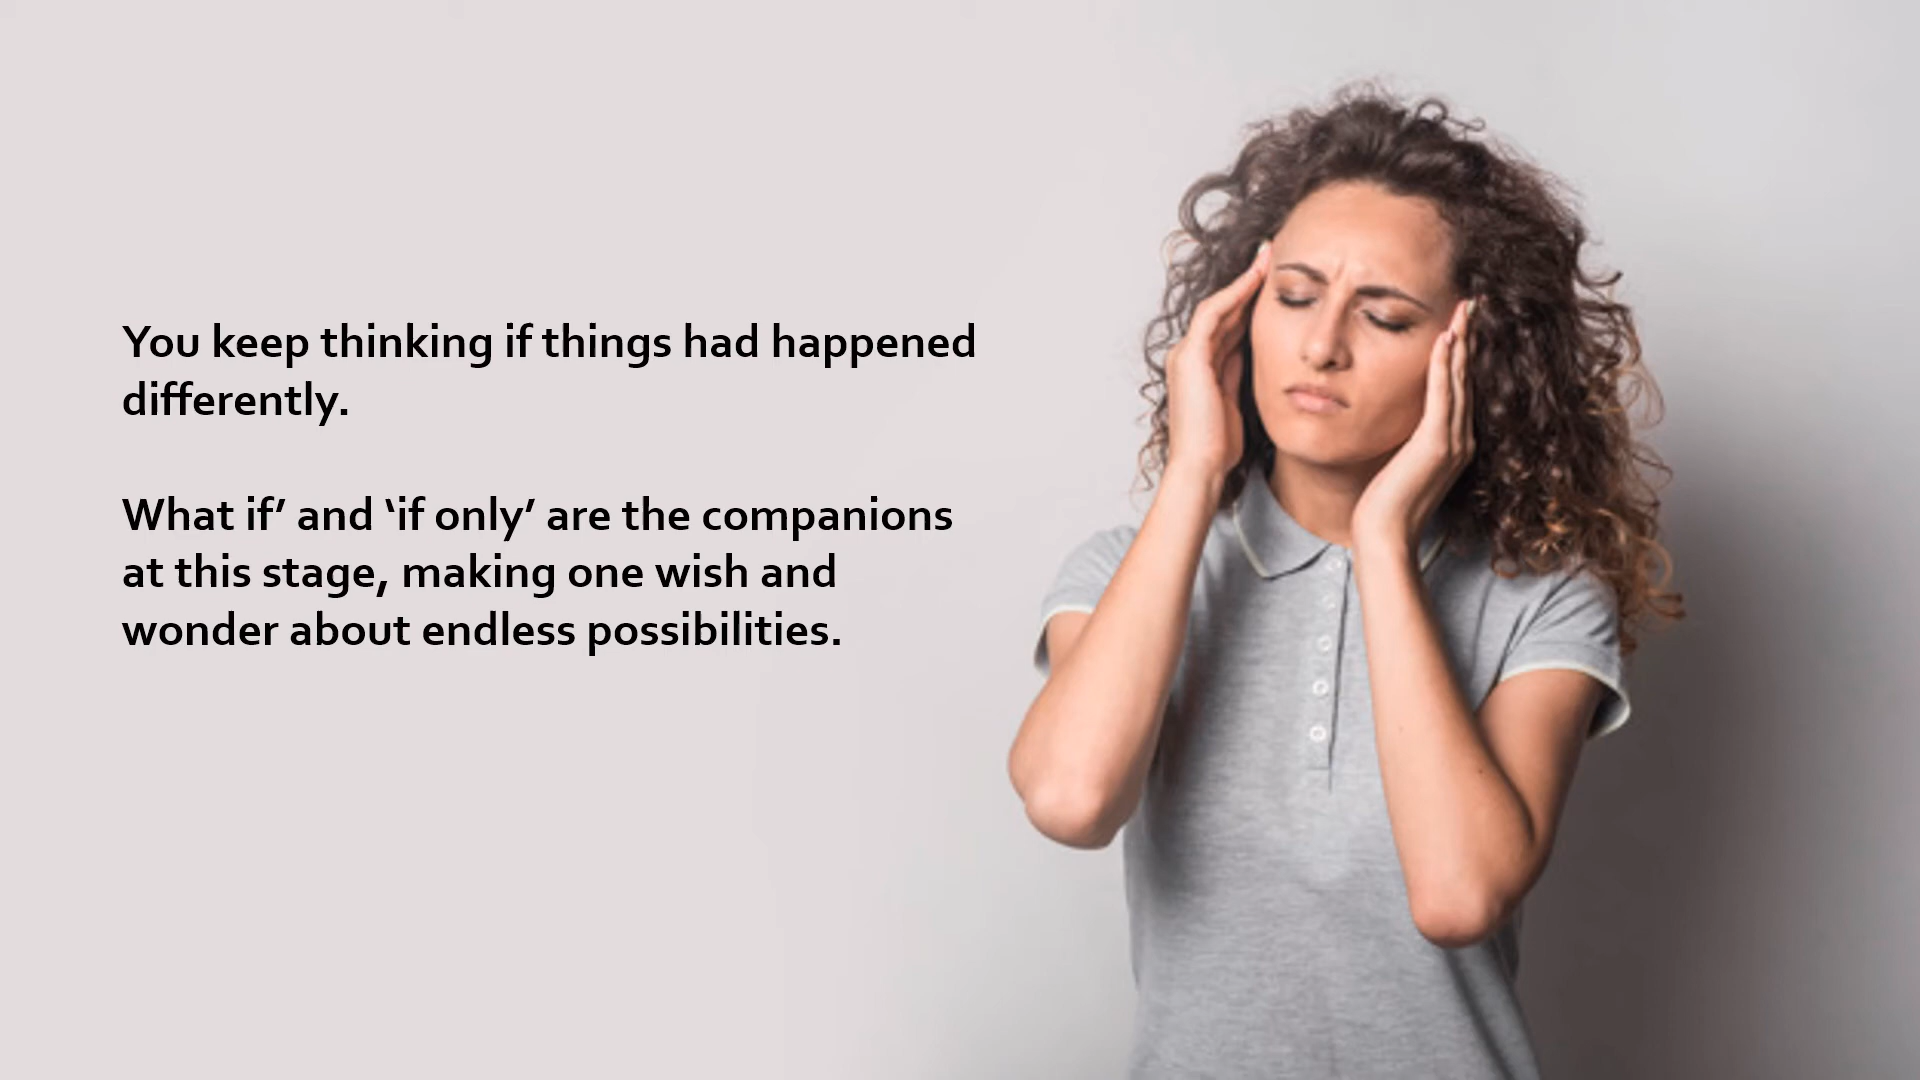 You keep thinking if things had happened
differently.
What if’ and ‘if only’ are the companions
at this stage, making one wish and
wonder about endless possibilities.